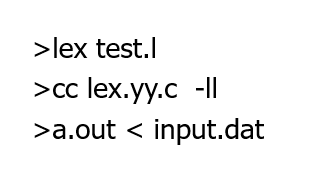 >lex test.l
>cc lex.yy.c -ll
>a.out < input.dat